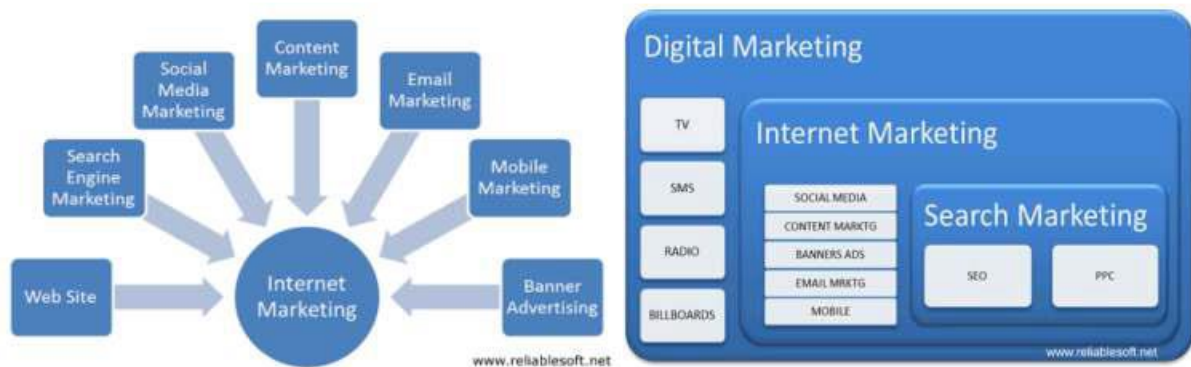 Content
Marketing
Social
Media
Marketing
Email
Marketing
Search
Engine
Marketing
Mobile
Marketing
Web Site
Internet
Marketing
Banner
Advertising
www.reliablesoft.net
Digital Marketing
TV
SMS
RADIO
BILLBOARDS
Internet Marketing
SOCIAL MEDIA
CONTENT MARKTG
BANNERS ADS
EMAIL MRKTG
MOBILE
Search Marketing
SEO
PPC
www.reliablesoft.net